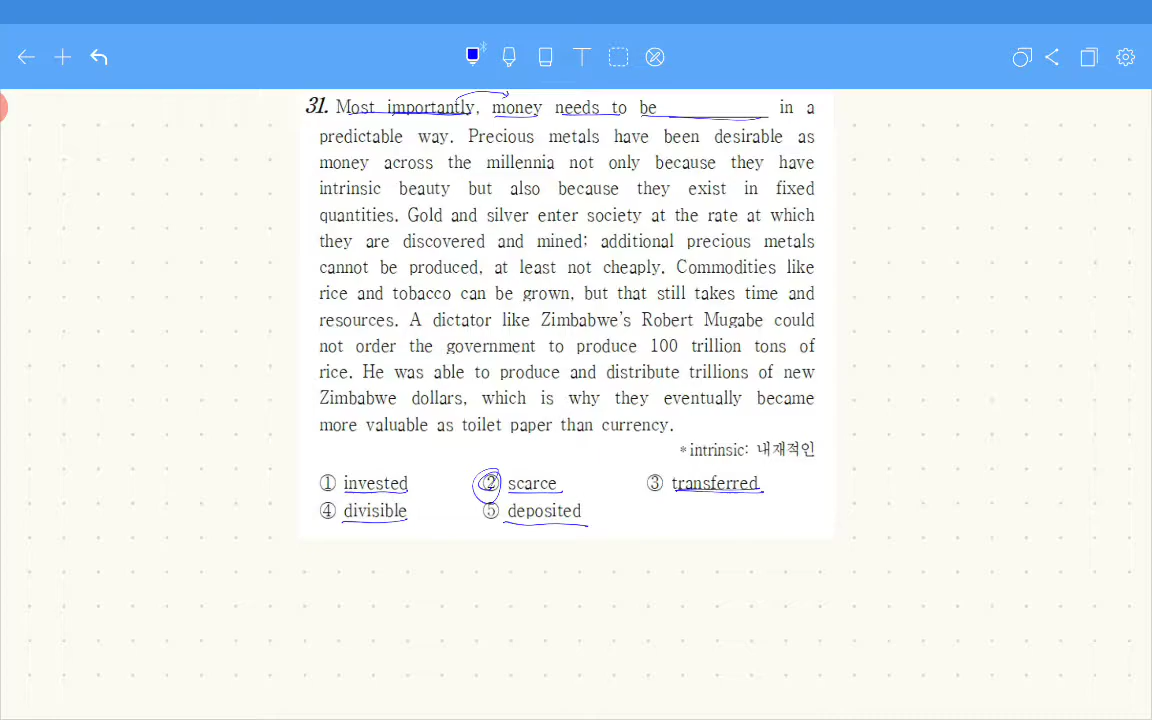 31. Most importantly, money needs to be __________ in a
predictable way. Precious metals have been desirable as
money across the millennia not only because they have
intrinsic beauty but also because they exist in fixed
quantities. Gold and silver enter society at the rate at which
they are discovered and mined; additional precious metals
cannot be produced, at least not cheaply. Commodities like
rice and tobacco can be grown, but that still takes time and
resources. A dictator like Zimbabwe's Robert Mugabe could
not order the government to produce 100 trillion tons of
rice. He was able to produce and distribute trillions of new
Zimbabwe dollars, which is why they eventually became
more valuable as toilet paper than currency.
* intrinsic: 내재적인
① invested ② scarce ③ transferred
④ divisible ⑤ deposited